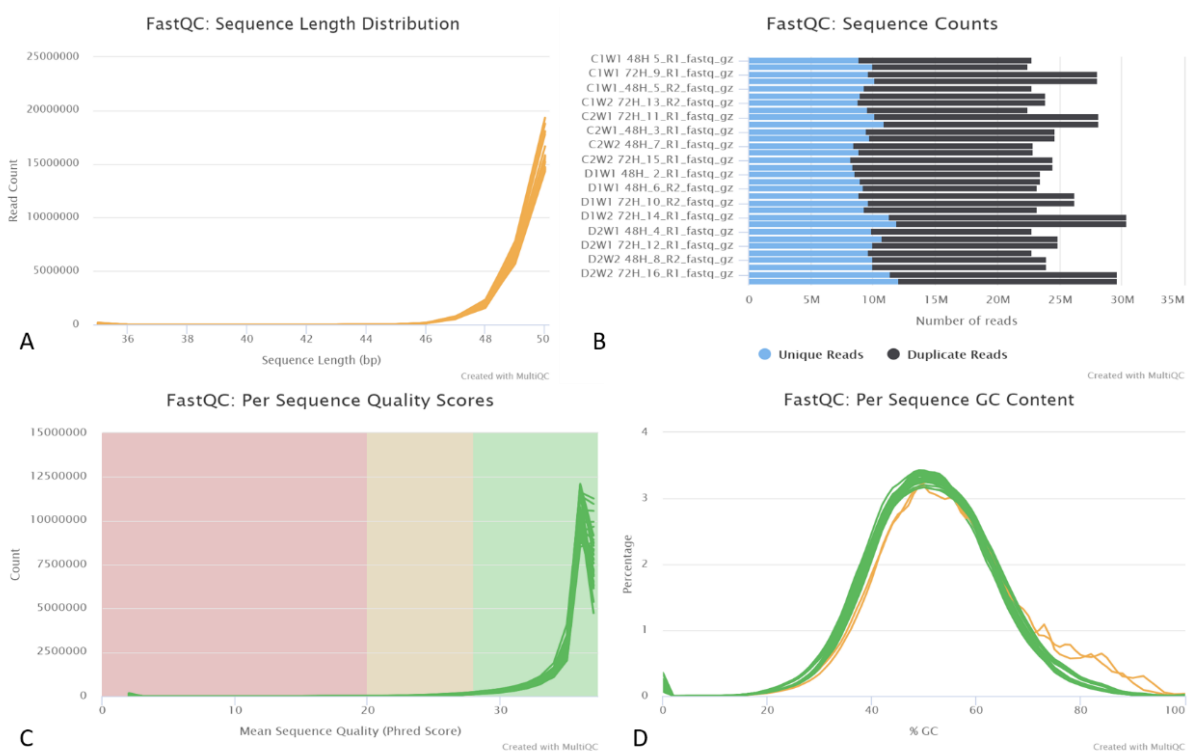 FastQC: Sequence Length Distribution
25000000
20000000
15000000
10000000
5000000
0
Read Count
36
38
40
42
44
46
48
50
Sequence Length (bp)
Created with MultiQC
A
FastQC: Sequence Counts
C1W1 48H 5_R1_fastq_gz
C1W1 72H_9_R1_fastq_gz
C1W1_48H_5_R2_fastq_gz
C1W2 72H_13_R2_fastq_gz
C2W1 72H_11_R1_fastq_gz
C2W1_48H_3_R1_fastq_gz
C2W2 48H_7_R1_fastq_gz
C2W2 72H_15_R1_fastq_gz
D1W1 48H_ 2_R1_fastq_gz
D1W1 48H_6_R2_fastq_gz
D1W1 72H_10_R2_fastq_gz
D1W2 72H_14_R1_fastq_gz
D2W1 48H_4_R1_fastq_gz
D2W1 72H_12_R1_fastq_gz
D2W2 48H_8_R2_fastq_gz
D2W2 72H_16_R1_fastq_gz
0
5M
10M
15M
20M
25M
30M
35M
Number of reads
Unique Reads
Duplicate Reads
Created with MultiQC
B
FastQC: Per Sequence Quality Scores
15000000
12500000
10000000
7500000
5000000
2500000
0
Count
0
10
20
30
Mean Sequence Quality (Phred Score)
Created with MultiQC
C
FastQC: Per Sequence GC Content
4
3
2
1
0
Percentage
0
20
40
60
80
100
% GC
Created with MultiQC
D